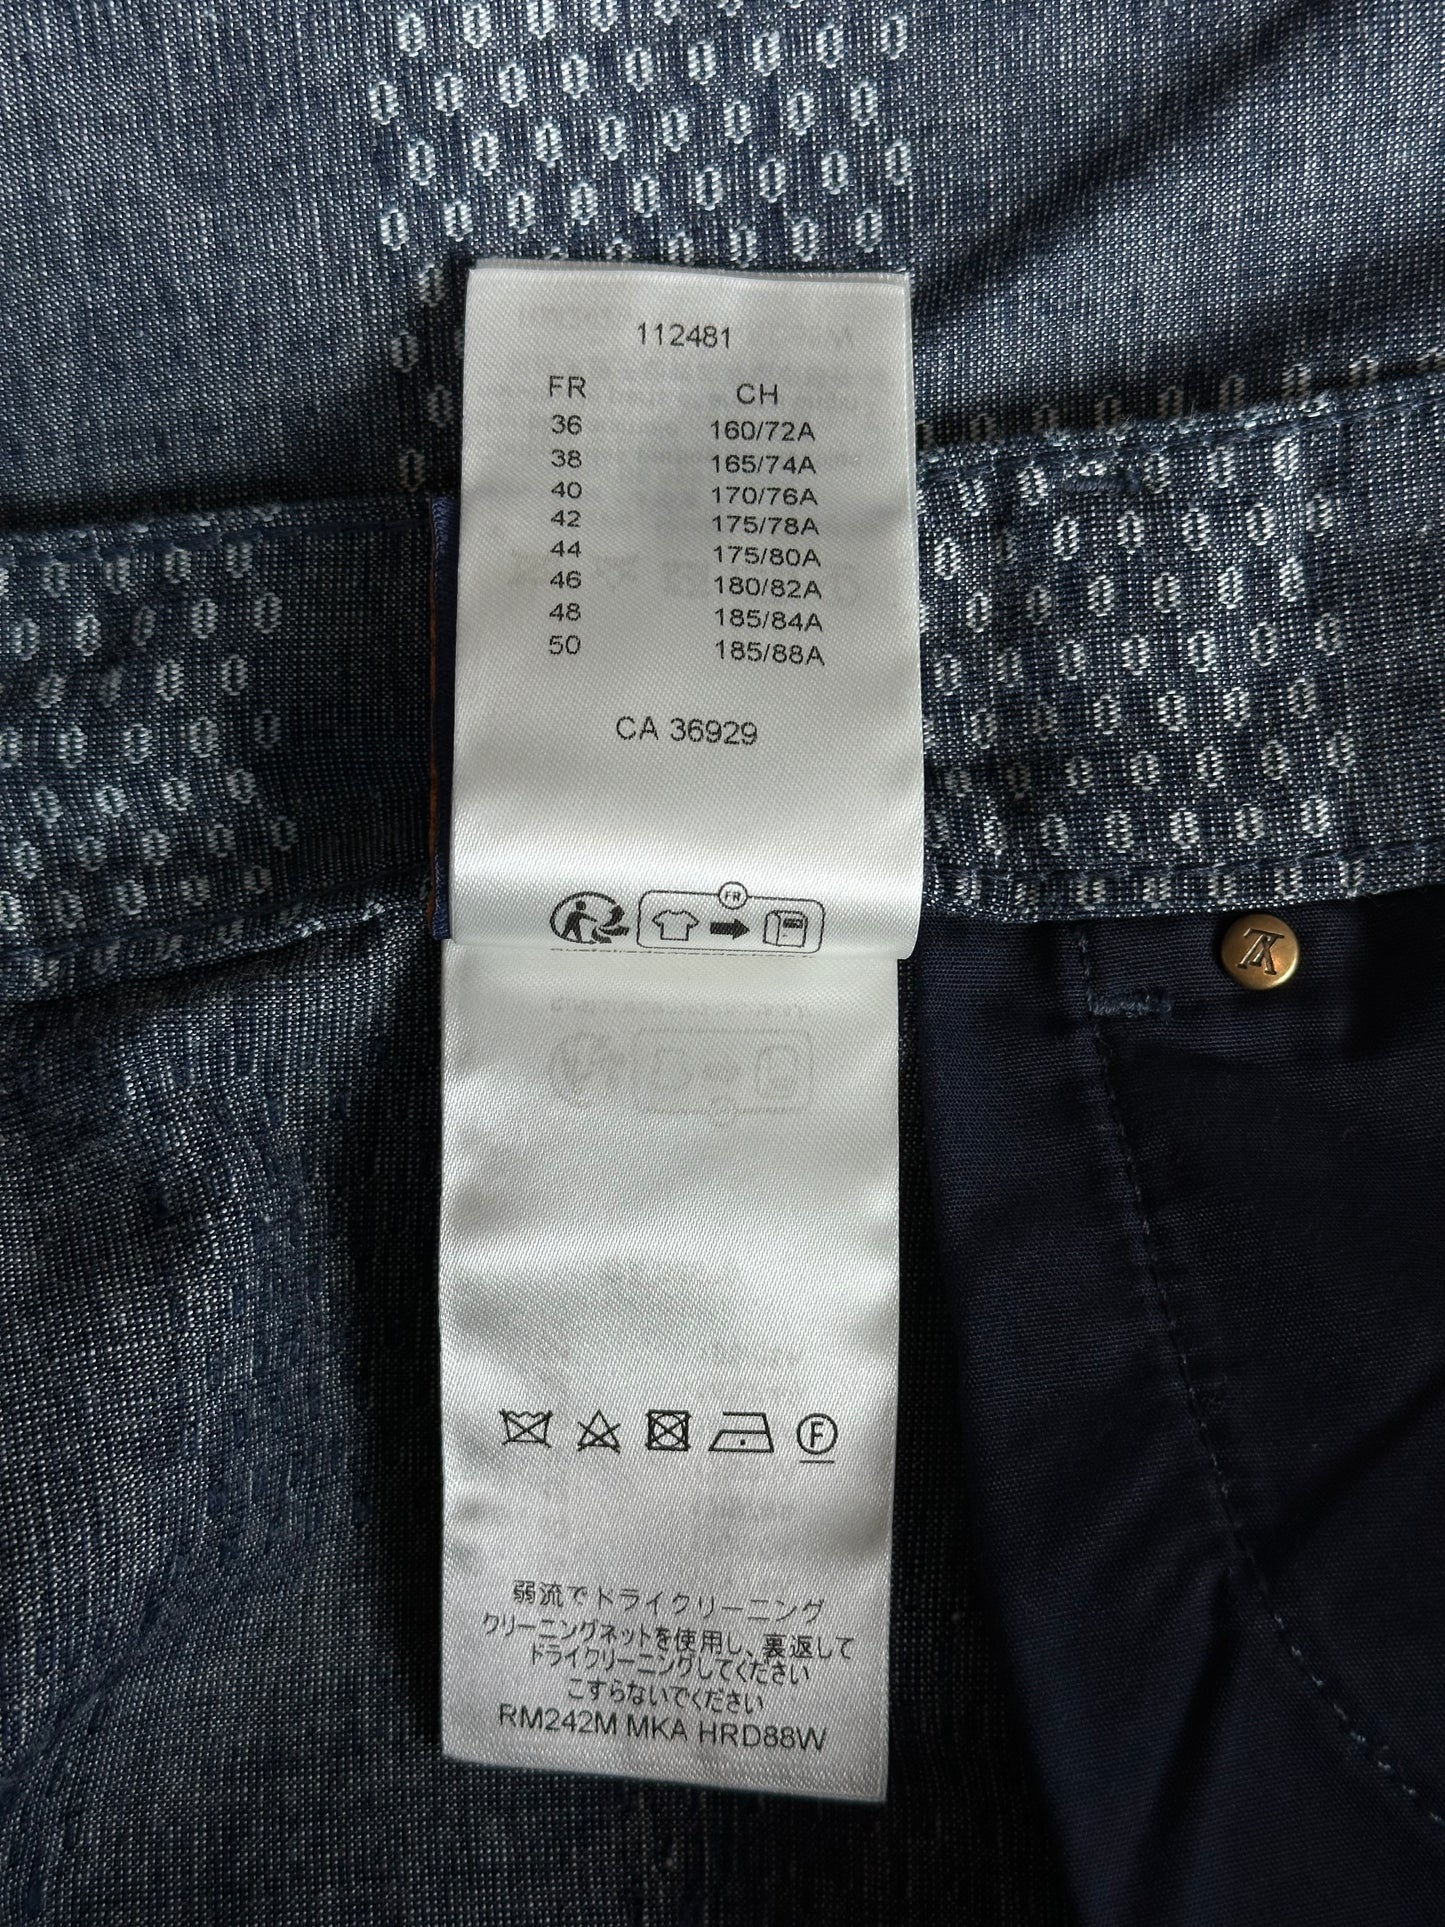 112481
FR CH
36 160/72A
38 165/74A
40 170/76A
42 175/78A
44 175/80A
46 180/82A
48 185/84A
50 185/88A
CA 36929
FR
F
弱流でドライクリーニング
クリーニングネットを使用し、裏返して
ドライクリーニングしてください
こすらないでください
RM242M MKA HRD88W